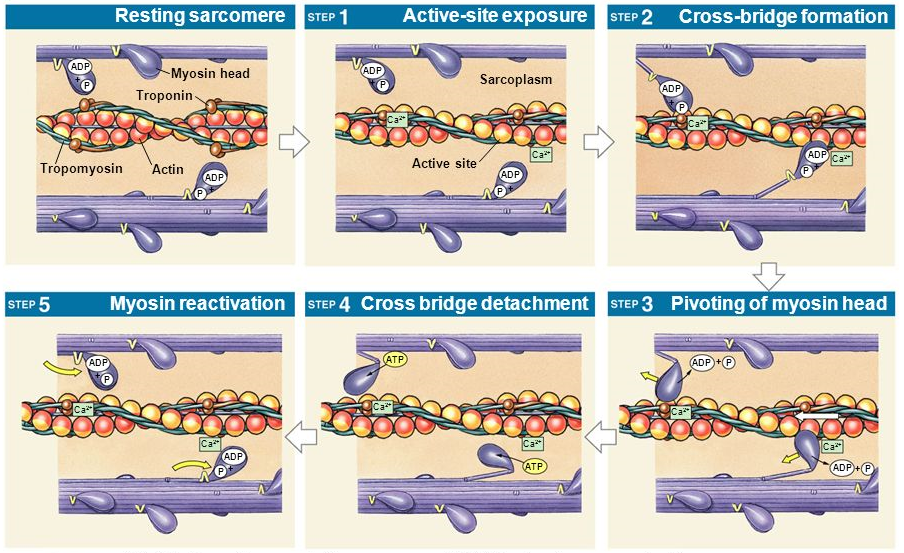 Resting sarcomere
ADP
+
P
Myosin head
Troponin
Tropomyosin
Actin
ADP
+
P
STEP 1 Active-site exposure
ADP
+
P
Sarcoplasm
Ca2+
Active site
Ca2+
ADP
+
P
STEP 2 Cross-bridge formation
ADP
+
P
Ca2+
ADP
+
P
Ca2+
STEP 5 Myosin reactivation
ADP
+
P
Ca2+
Ca2+
ADP
P +
STEP 4 Cross bridge detachment
ATP
Ca2+
Ca2+
ATP
STEP 3 Pivoting of myosin head
ADP + P
Ca2+
Ca2+
ADP + P